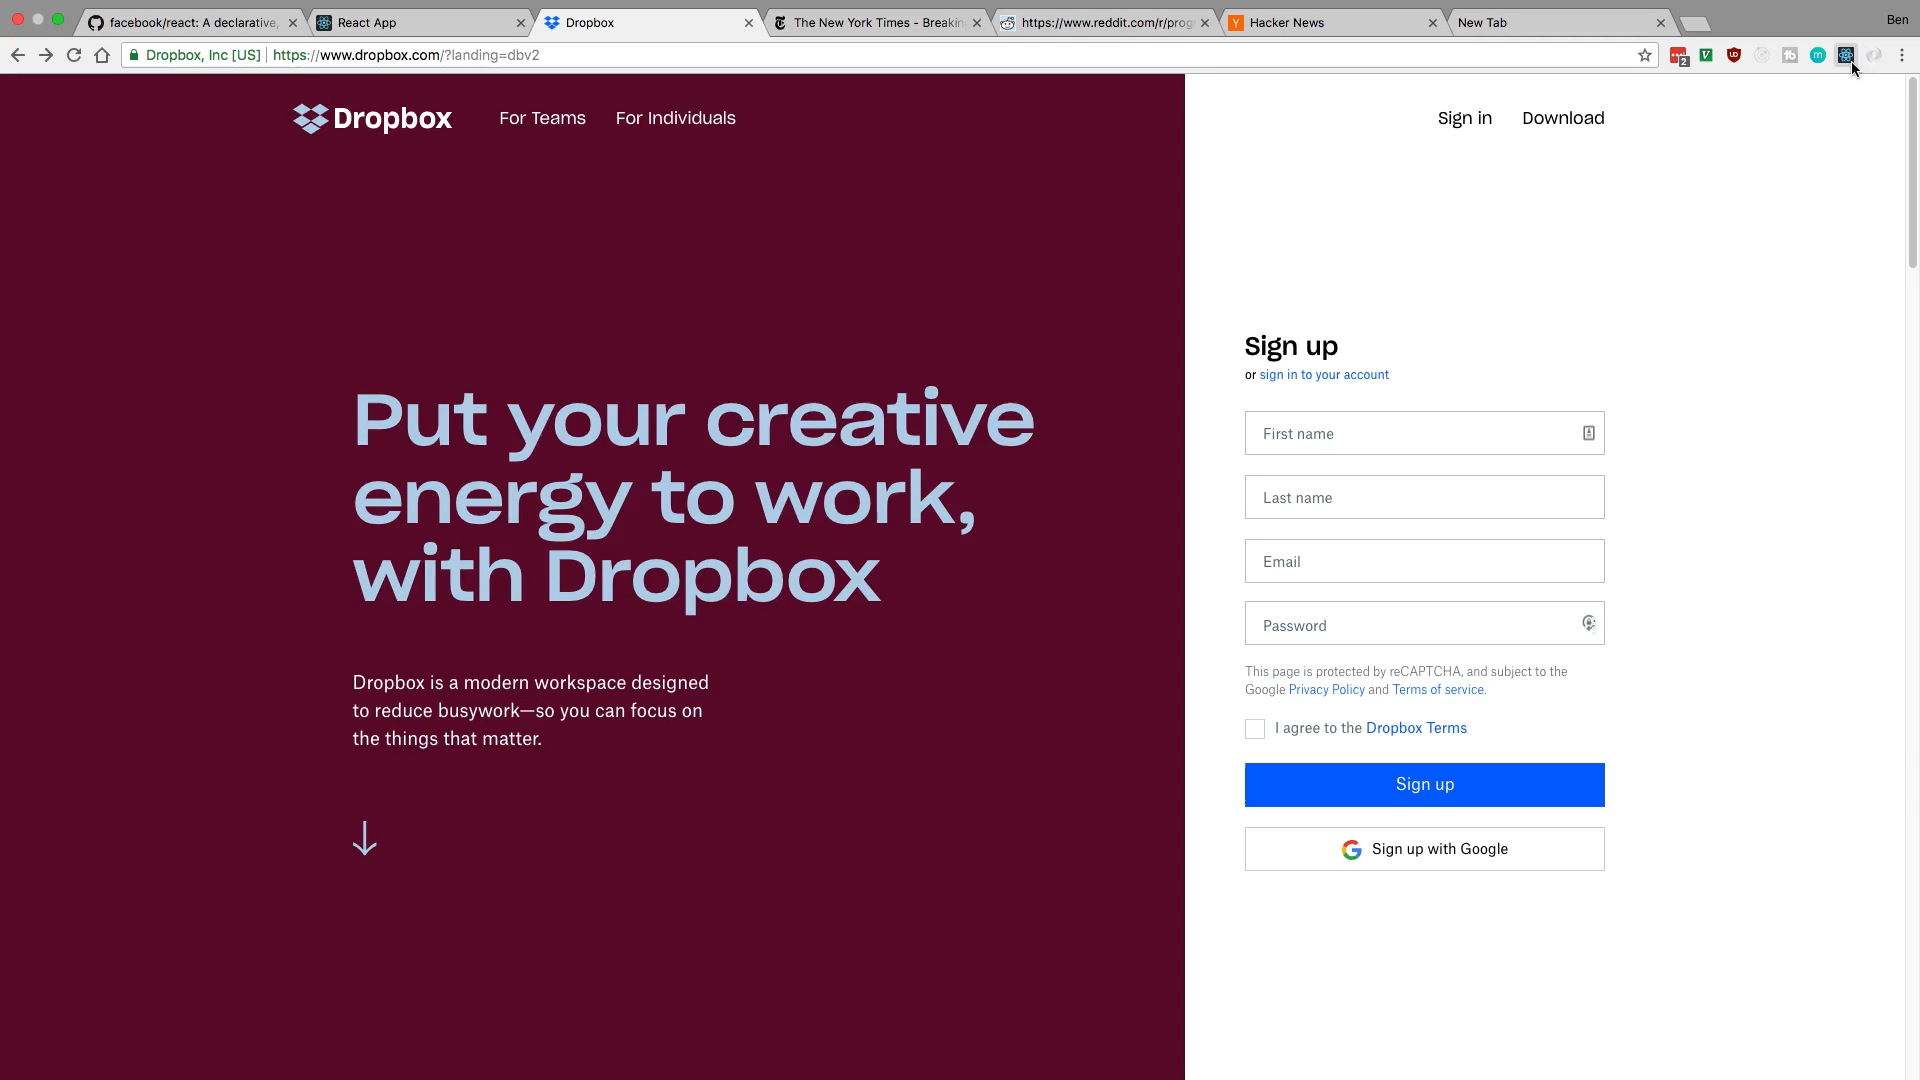 facebook/react: A declarative,
React App
Dropbox
The New York Times - Breakin
https://www.reddit.com/r/prog
Hacker News
New Tab
Ben
Dropbox, Inc [US]
https://www.dropbox.com/?landing=dbv2
2
Dropbox
For Teams
For Individuals
Sign in
Download
Put your creative
energy to work,
with Dropbox
Dropbox is a modern workspace designed
to reduce busywork—so you can focus on
the things that matter.
Sign up
or sign in to your account
First name
Last name
Email
Password
This page is protected by reCAPTCHA, and subject to the
Google Privacy Policy and Terms of service.
I agree to the Dropbox Terms
Sign up
Sign up with Google